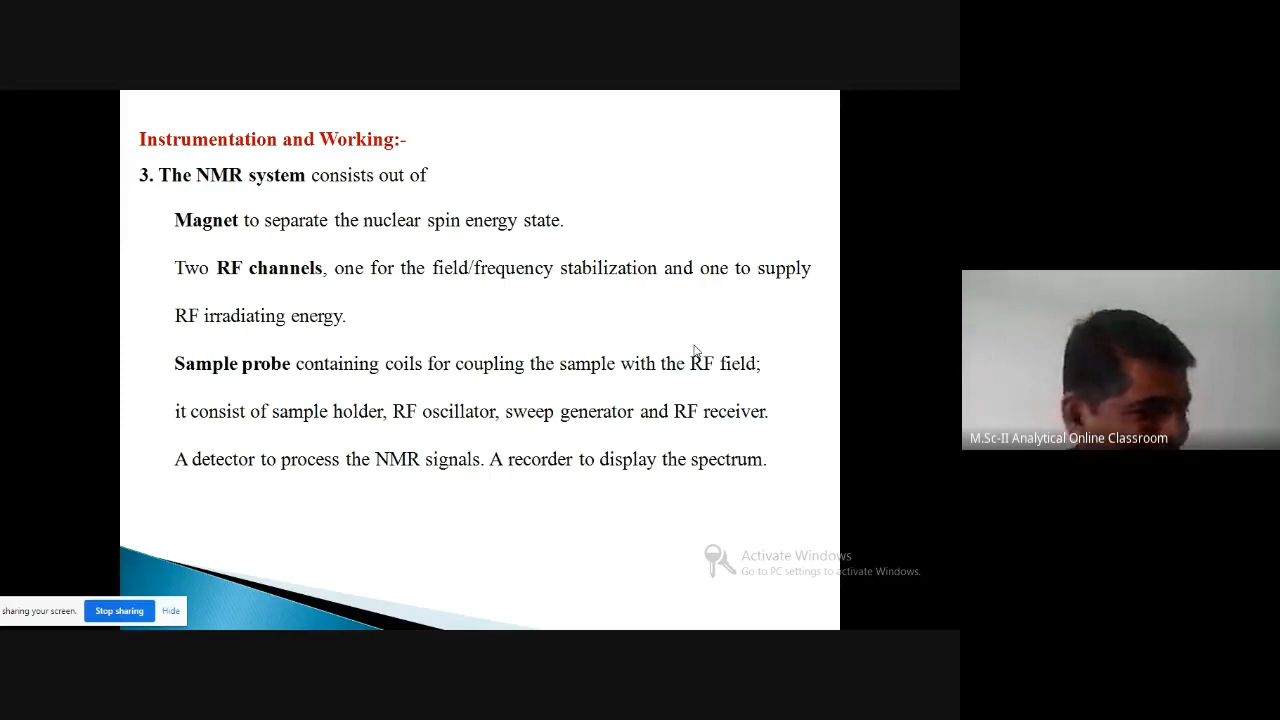 Instrumentation and Working:-
3. The NMR system consists out of
Magnet to separate the nuclear spin energy state.
Two RF channels, one for the field/frequency stabilization and one to supply
RF irradiating energy.
Sample probe containing coils for coupling the sample with the RF field;
it consist of sample holder, RF oscillator, sweep generator and RF receiver.
A detector to process the NMR signals. A recorder to display the spectrum.
M.Sc-II Analytical Online Classroom
Activate Windows
Go to PC settings to activate Windows.
sharing your screen.
Stop sharing
Hide